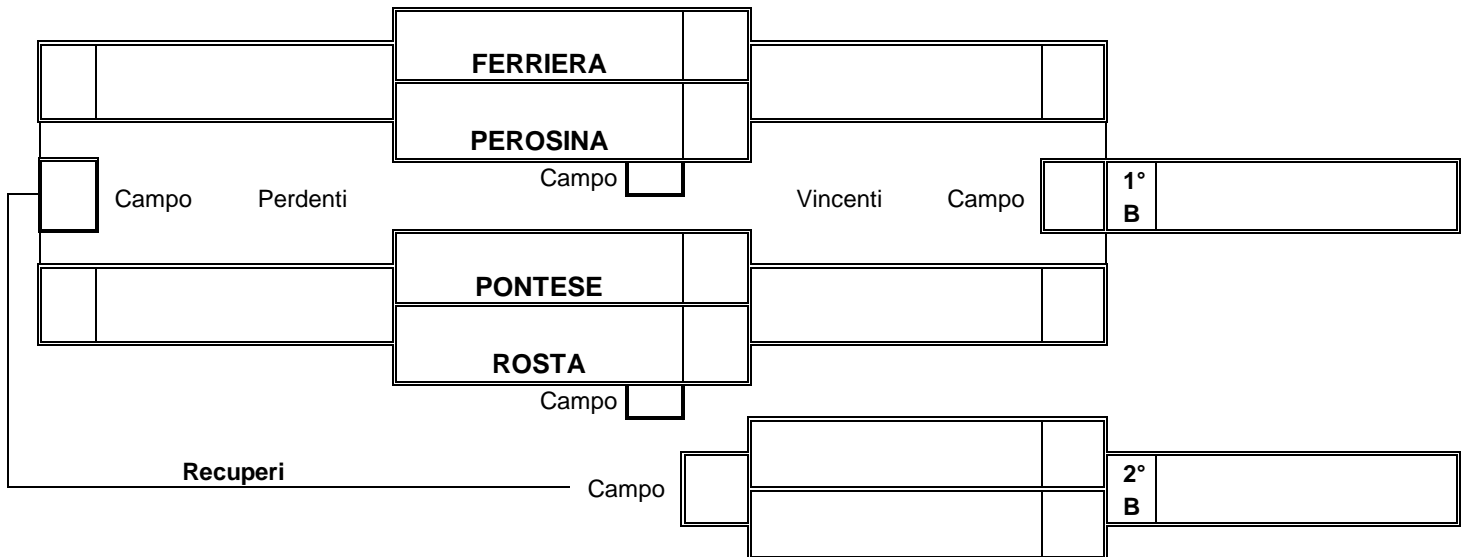 FERRIERA
PEROSINA
Campo
Campo Perdenti Vincenti Campo 1° B
PONTESE
ROSTA
Campo
Recuperi Campo 2° B